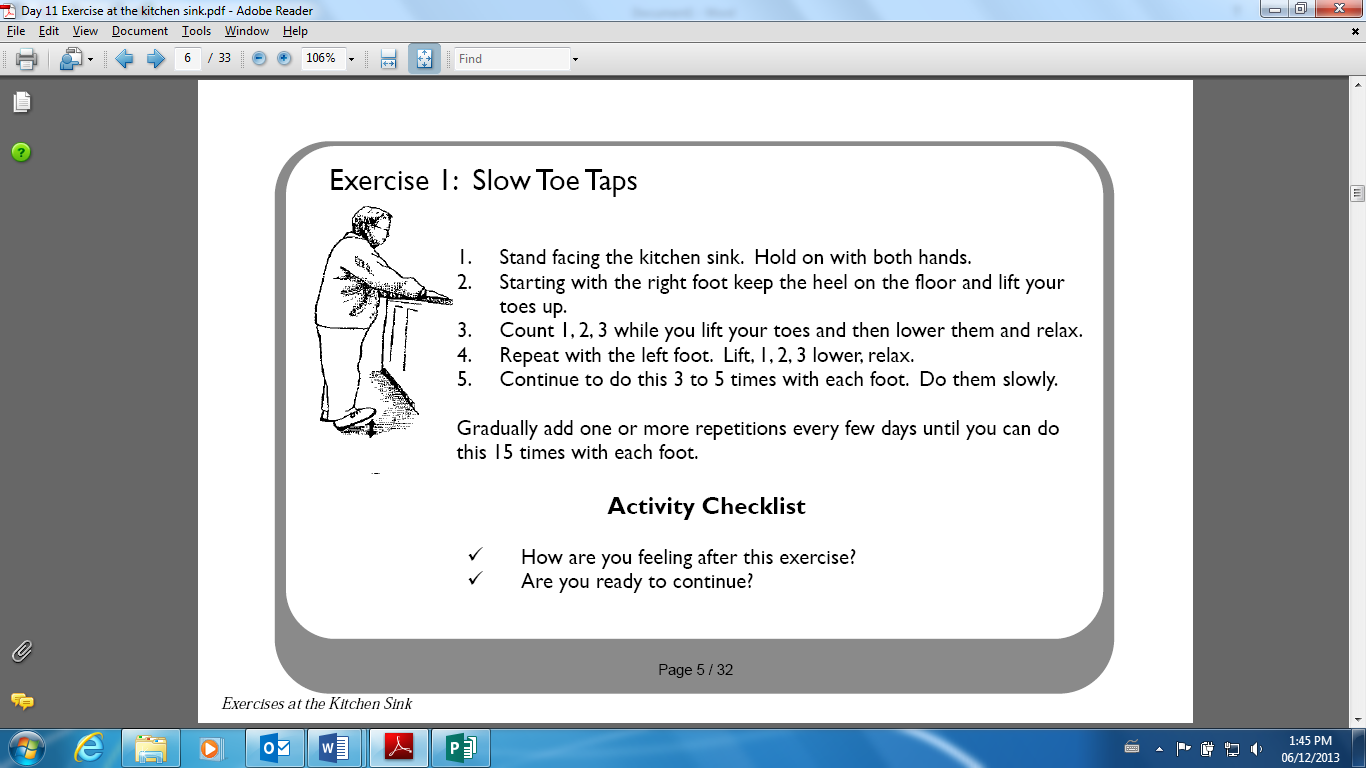 Day 11 Exercise at the kitchen sink.pdf - Adobe Reader
File Edit View Document Tools Window Help
6 / 33 106% Find
Exercise 1: Slow Toe Taps
1. Stand facing the kitchen sink. Hold on with both hands.
2. Starting with the right foot keep the heel on the floor and lift your
toes up.
3. Count 1, 2, 3 while you lift your toes and then lower them and relax.
4. Repeat with the left foot. Lift, 1, 2, 3 lower, relax.
5. Continue to do this 3 to 5 times with each foot. Do them slowly.
Gradually add one or more repetitions every few days until you can do
this 15 times with each foot.
Activity Checklist
✓ How are you feeling after this exercise?
✓ Are you ready to continue?
Page 5 / 32
Exercises at the Kitchen Sink
1:45 PM
06/12/2013